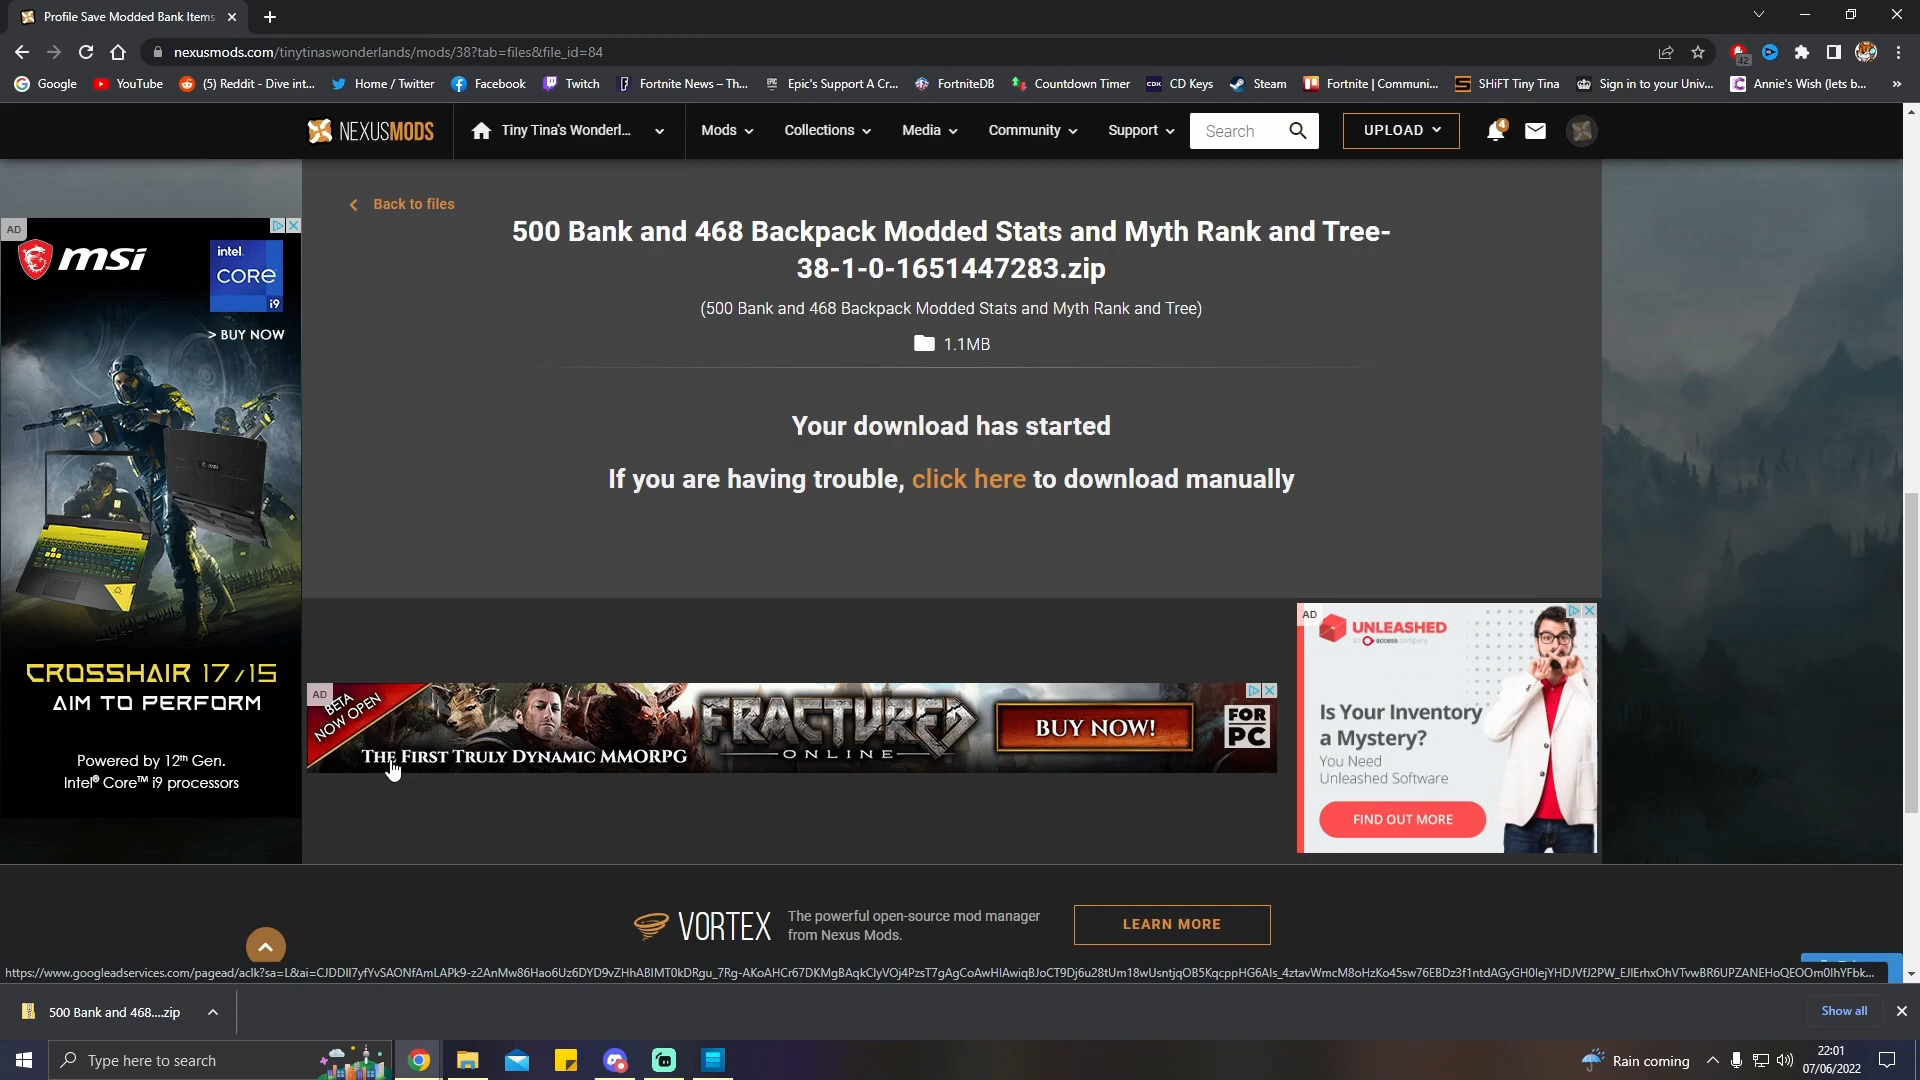 Profile Save Modded Bank Items
nexusmods.com/tinytinaswonderlands/mods/38?tab=files&file_id=84
42
Google
YouTube
(5) Reddit - Dive int...
Home / Twitter
Facebook
Twitch
Fortnite News – Th...
Epic's Support A Cr...
FortniteDB
Countdown Timer
CD Keys
Steam
Fortnite | Communi...
SHiFT Tiny Tina
Sign in to your Univ...
Annie's Wish (lets b...
»
NEXUSMODS
Tiny Tina's Wonderl...
Mods
Collections
Media
Community
Support
Search
UPLOAD
4
Back to files
500 Bank and 468 Backpack Modded Stats and Myth Rank and Tree-
38-1-0-1651447283.zip
(500 Bank and 468 Backpack Modded Stats and Myth Rank and Tree)
1.1MB
Your download has started
If you are having trouble, click here to download manually
AD
msi
intel.
CORE
i9
> BUY NOW
CROSSHAIR 17/15
AIM TO PERFORM
Powered by 12th Gen.
Intel® Core™ i9 processors
AD
BETA
NOW OPEN
THE FIRST TRULY DYNAMIC MMORPG
FRACTURED
ONLINE
BUY NOW!
FOR
PC
AD
UNLEASHED
an access company
Is Your Inventory
a Mystery?
You Need
Unleashed Software
FIND OUT MORE
VORTEX
The powerful open-source mod manager
from Nexus Mods.
LEARN MORE
500 Bank and 468....zip
Show all
Type here to search
Rain coming
22:01
07/06/2022